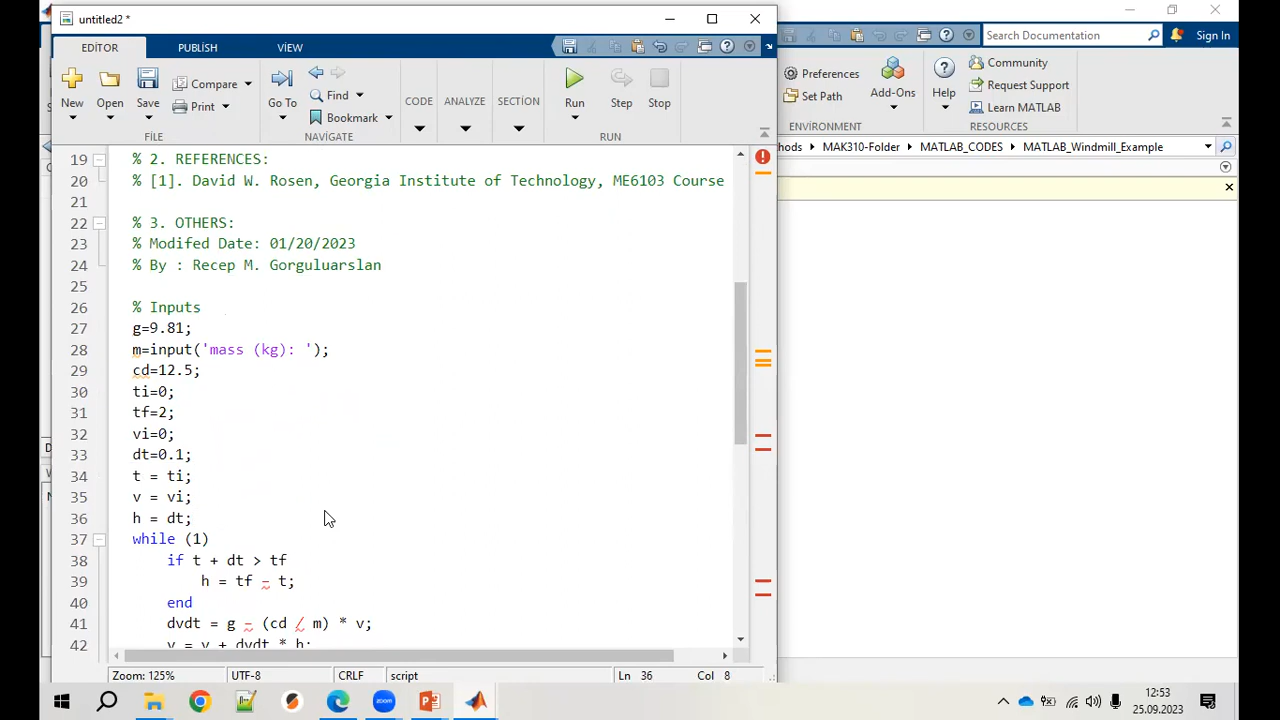 untitled2 *
EDITOR PUBLISH VIEW
Search Documentation
Sign In
New Open Save Compare Print
Go To Find Bookmark
CODE ANALYZE SECTION
Run Step Stop
FILE NAVIGATE RUN
Preferences
Set Path
Add-Ons
Help
Community
Request Support
Learn MATLAB
ENVIRONMENT RESOURCES
hods MAK310-Folder MATLAB_CODES MATLAB_Windmill_Example
19 % 2. REFERENCES:
20 % [1]. David W. Rosen, Georgia Institute of Technology, ME6103 Course
21
22 % 3. OTHERS:
23 % Modifed Date: 01/20/2023
24 % By : Recep M. Gorguluarslan
25
26 % Inputs
27 g=9.81;
28 m=input('mass (kg): ');
29 cd=12.5;
30 ti=0;
31 tf=2;
32 vi=0;
33 dt=0.1;
34 t = ti;
35 v = vi;
36 h = dt;
37 while (1)
38 if t + dt > tf
39 h = tf – t;
40 end
41 dvdt = g – (cd ∕ m) * v;
42 v = v + dvdt * h;
Zoom: 125% UTF-8 CRLF script Ln 36 Col 8
zoom
12:53
25.09.2023